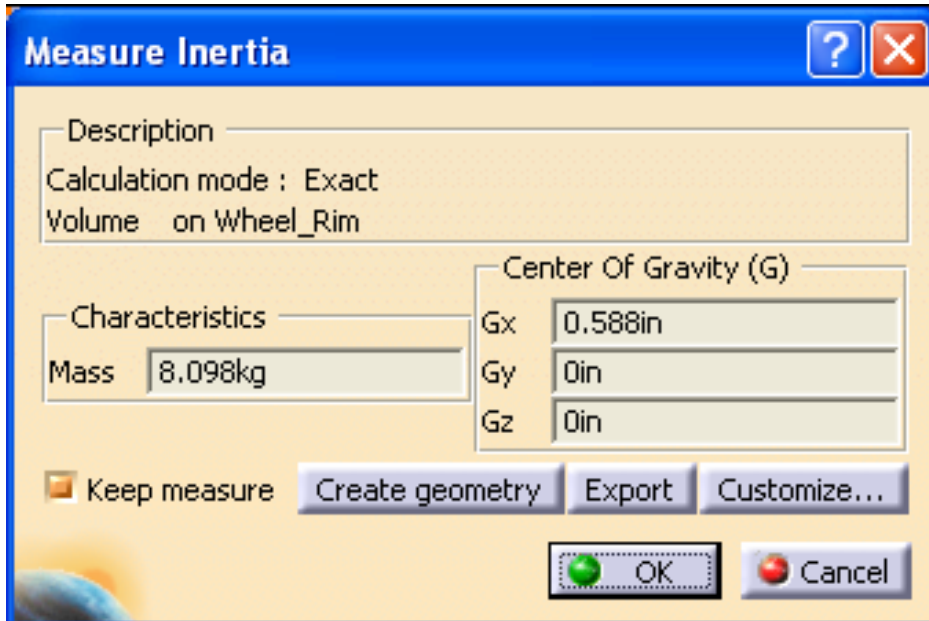 Measure Inertia
Description
Calculation mode : Exact
Volume on Wheel_Rim
Characteristics
Mass 8.098kg
Center Of Gravity (G)
Gx 0.588in
Gy 0in
Gz 0in
Keep measure Create geometry Export Customize...
OK Cancel